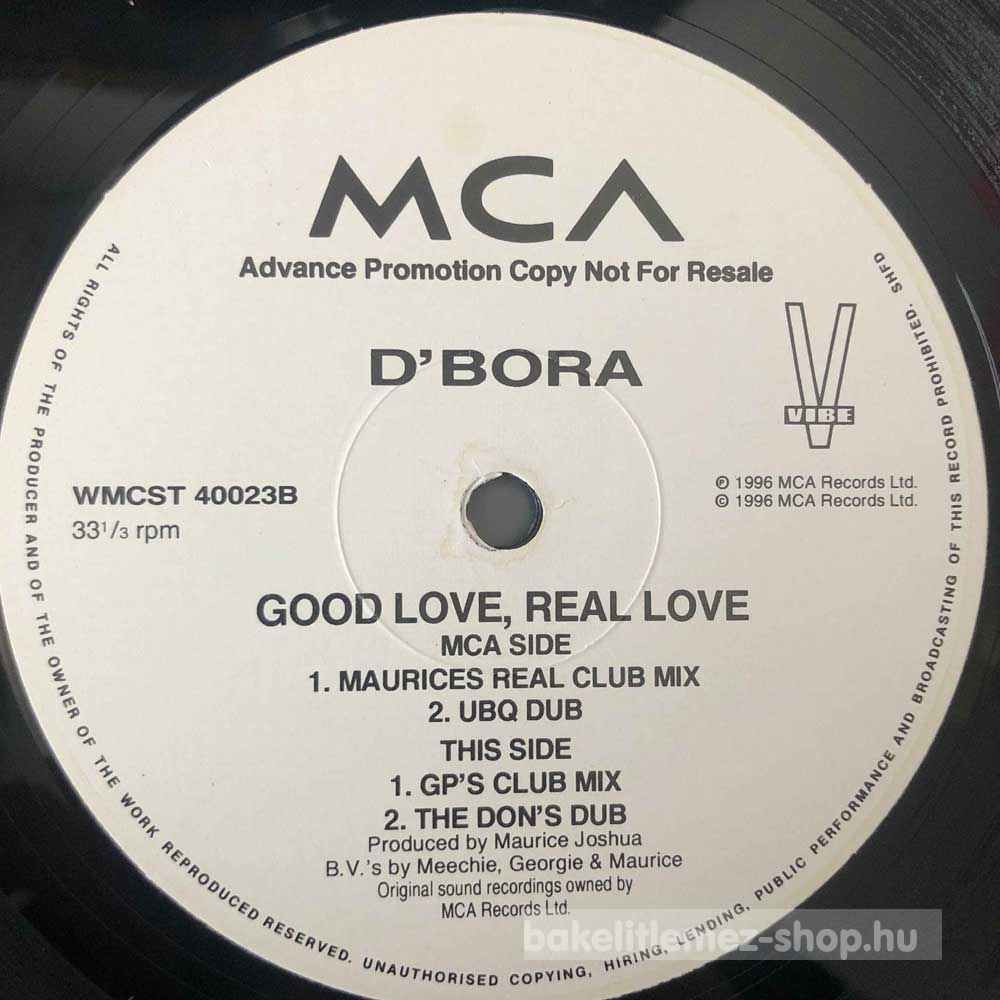 MCA
Advance Promotion Copy Not For Resale
D'BORA
VIBE
WMCST 40023B
33¹/₃ rpm
℗ 1996 MCA Records Ltd.
© 1996 MCA Records Ltd.
GOOD LOVE, REAL LOVE
MCA SIDE
1. MAURICES REAL CLUB MIX
2. UBQ DUB
THIS SIDE
1. GP'S CLUB MIX
2. THE DON'S DUB
Produced by Maurice Joshua
B.V.'s by Meechie, Georgie & Maurice
Original sound recordings owned by
MCA Records Ltd.
ALL RIGHTS OF THE PRODUCER AND OF THE OWNER OF THE WORK REPRODUCED RESERVED. UNAUTHORISED COPYING, HIRING, LENDING, PUBLIC PERFORMANCE AND BROADCASTING OF THIS RECORD PROHIBITED. SHFD
bakelitlemez-shop.hu